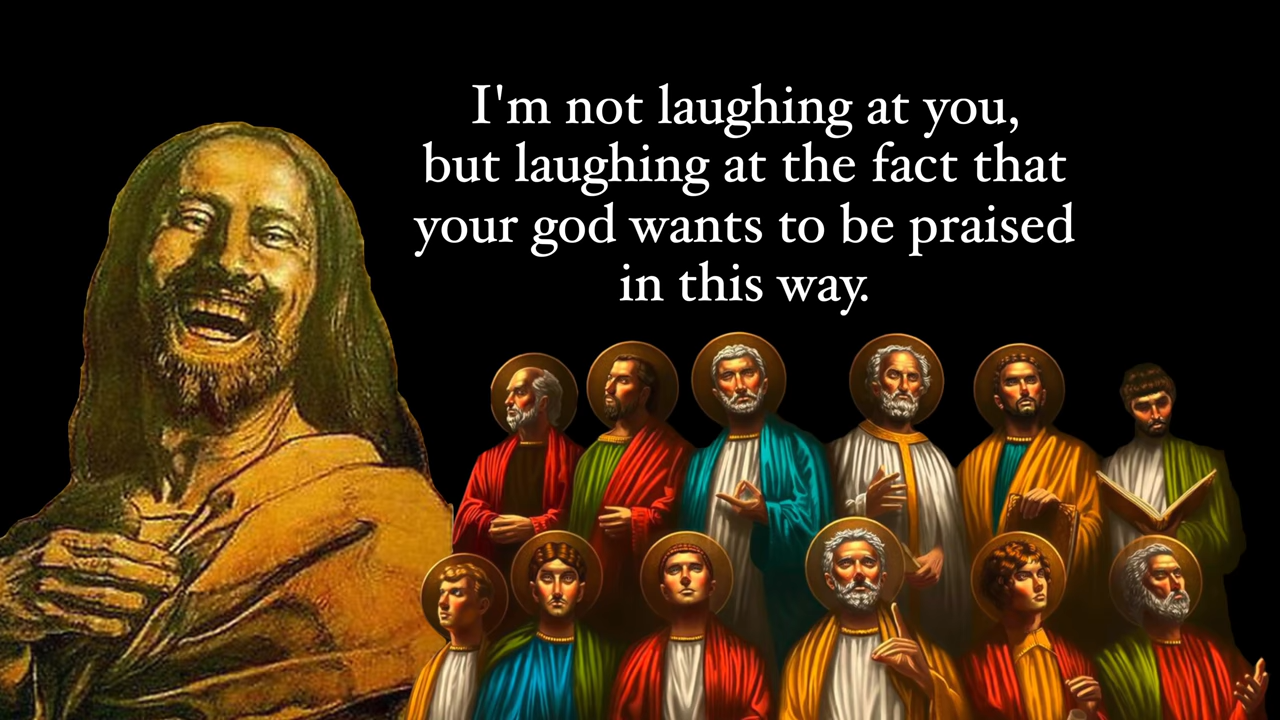 I'm not laughing at you,
but laughing at the fact that
your god wants to be praised
in this way.